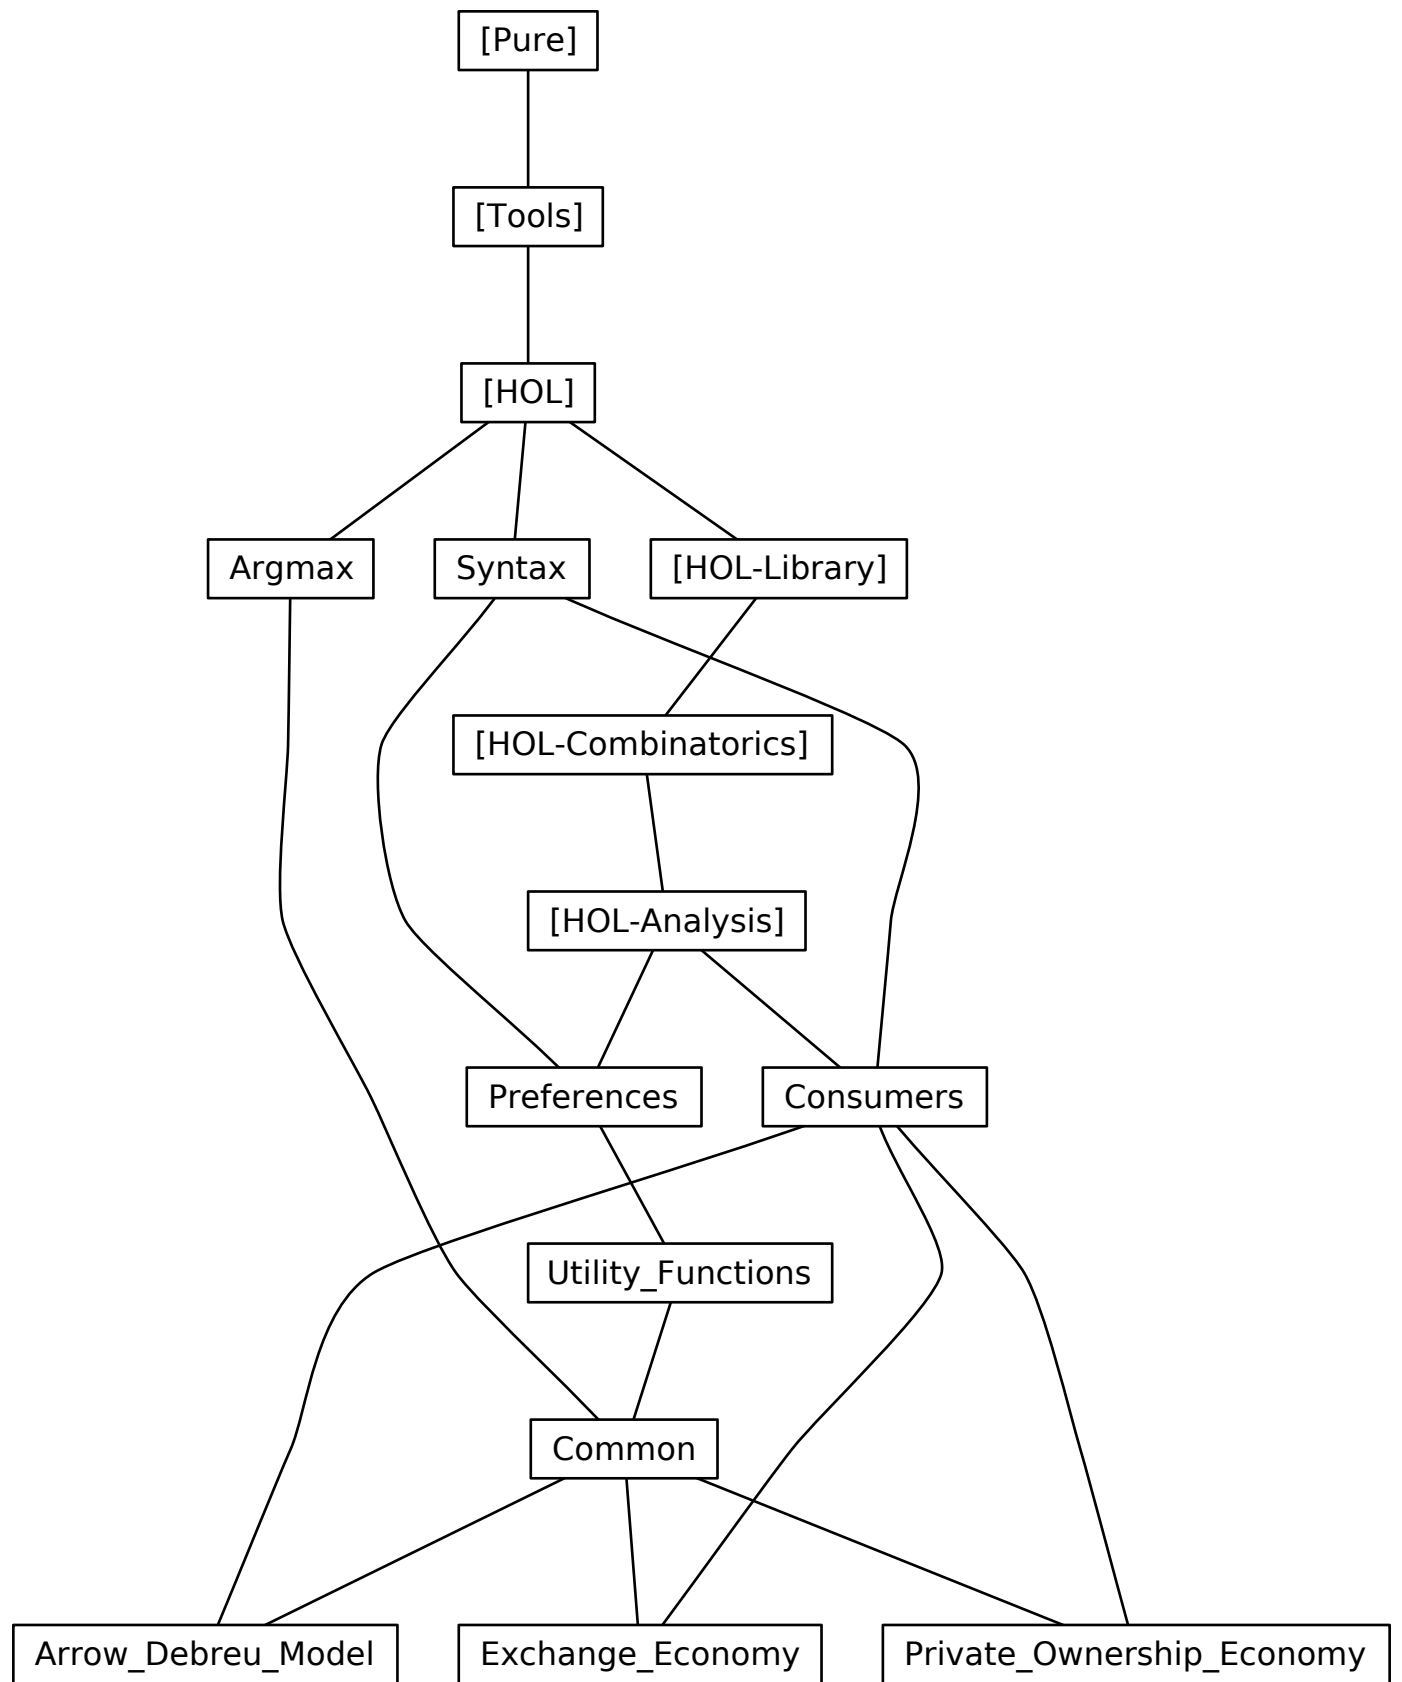 [Pure]
[Tools]
[HOL]
Argmax
Syntax
[HOL-Library]
[HOL-Combinatorics]
[HOL-Analysis]
Preferences
Consumers
Utility_Functions
Common
Arrow_Debreu_Model
Exchange_Economy
Private_Ownership_Economy